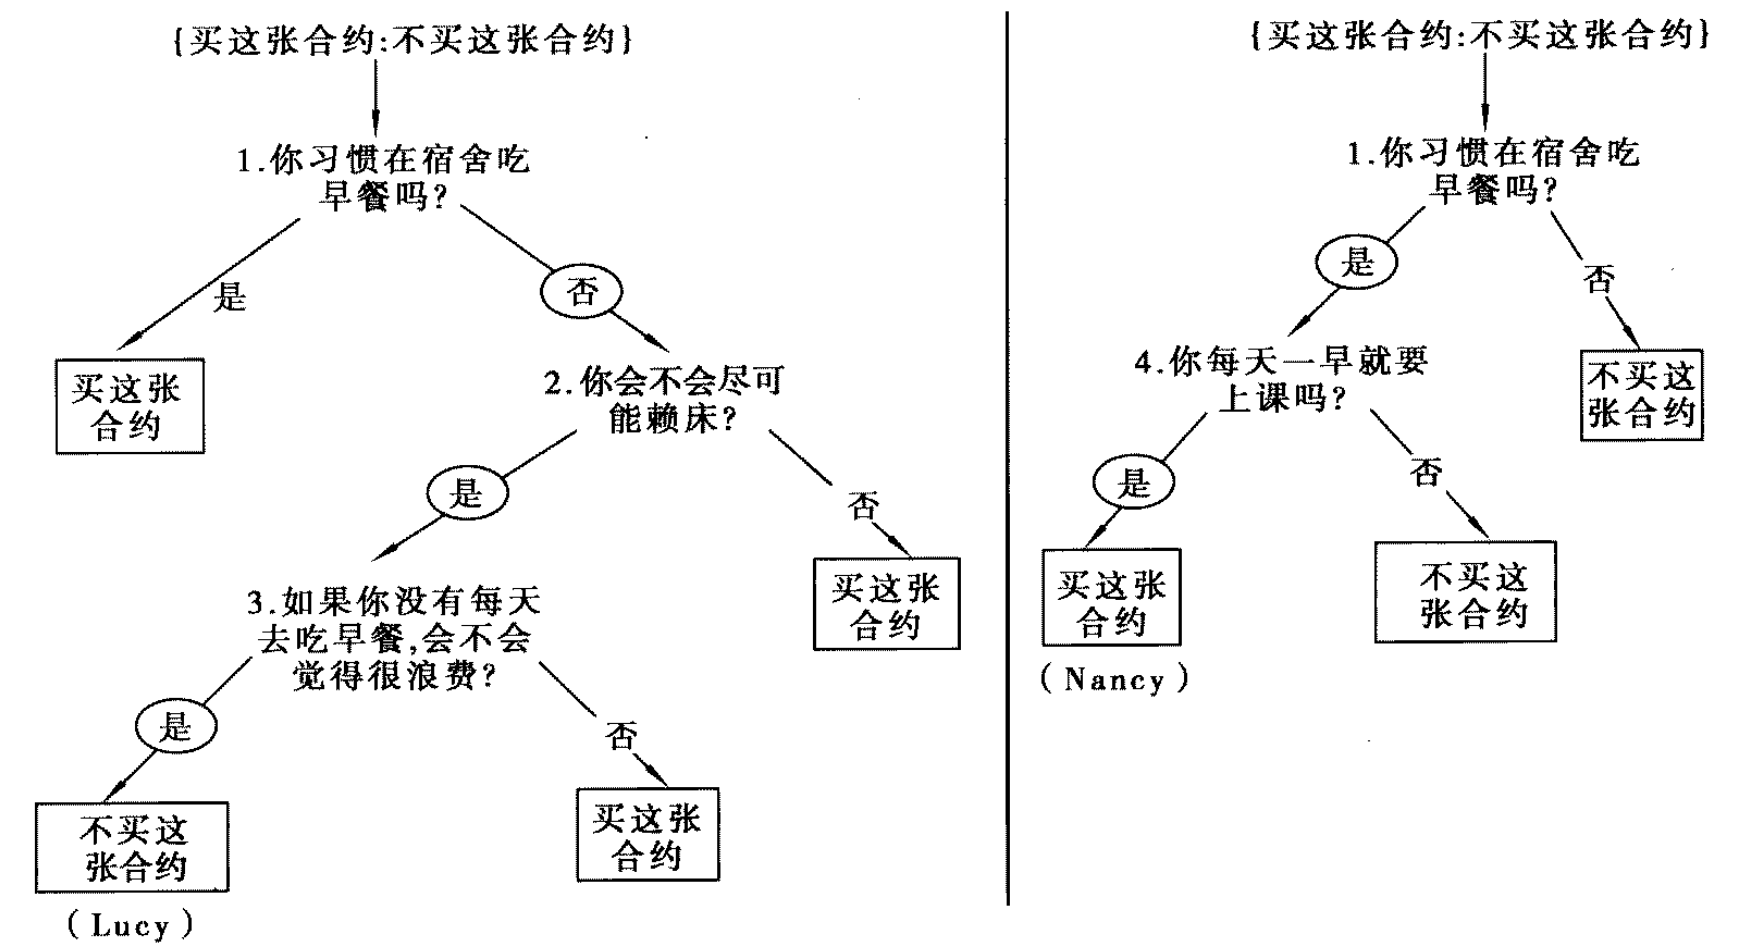 {买这张合约:不买这张合约}
1.你习惯在宿舍吃
早餐吗?
是
否
买这张
合约
2.你会不会尽可
能赖床?
是
否
3.如果你没有每天
去吃早餐,会不会
觉得很浪费?
买这张
合约
是
否
不买这
张合约
买这张
合约
(Lucy)
{买这张合约:不买这张合约}
1.你习惯在宿舍吃
早餐吗?
是
否
4.你每天一早就要
上课吗?
不买这
张合约
是
否
买这张
合约
不买这
张合约
(Nancy)